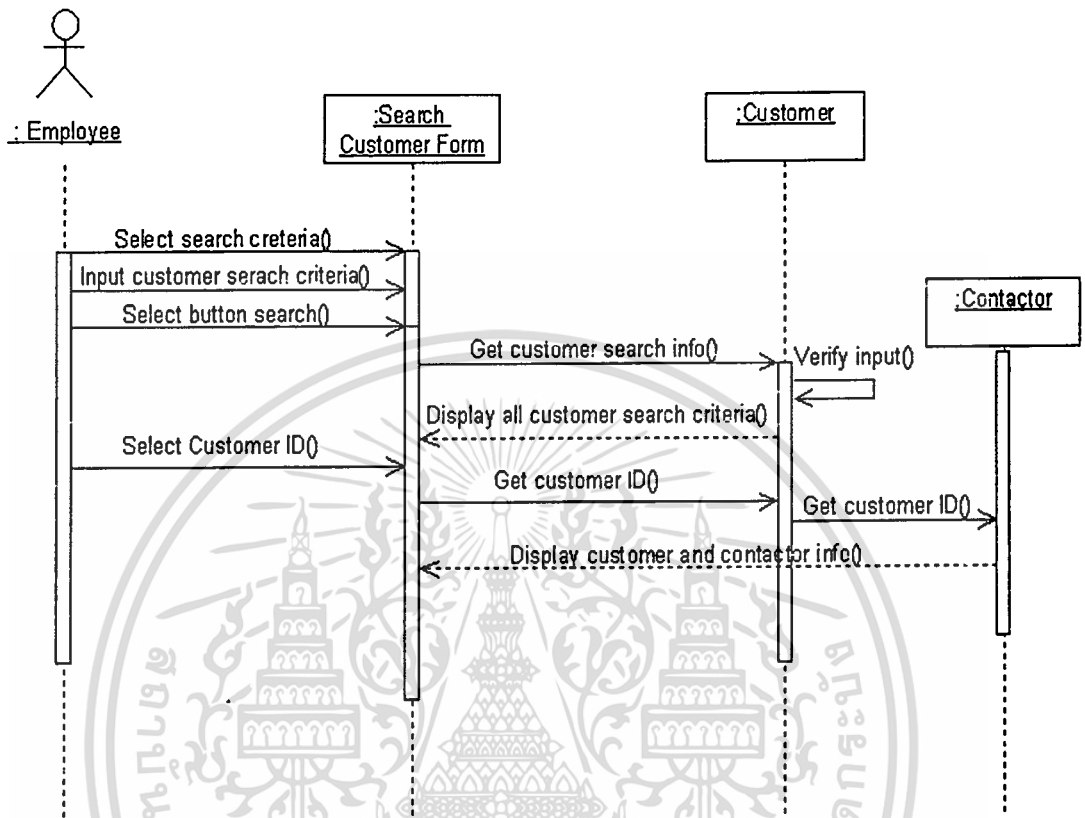 : Employee
:Search
Customer Form
:Customer
:Contactor
Select search creteria()
Input customer serach criteria()
Select button search()
Get customer search info()
Verify input()
Display all customer search criteria()
Select Customer ID()
Get customer ID()
Get customer ID()
Display customer and contactor info()